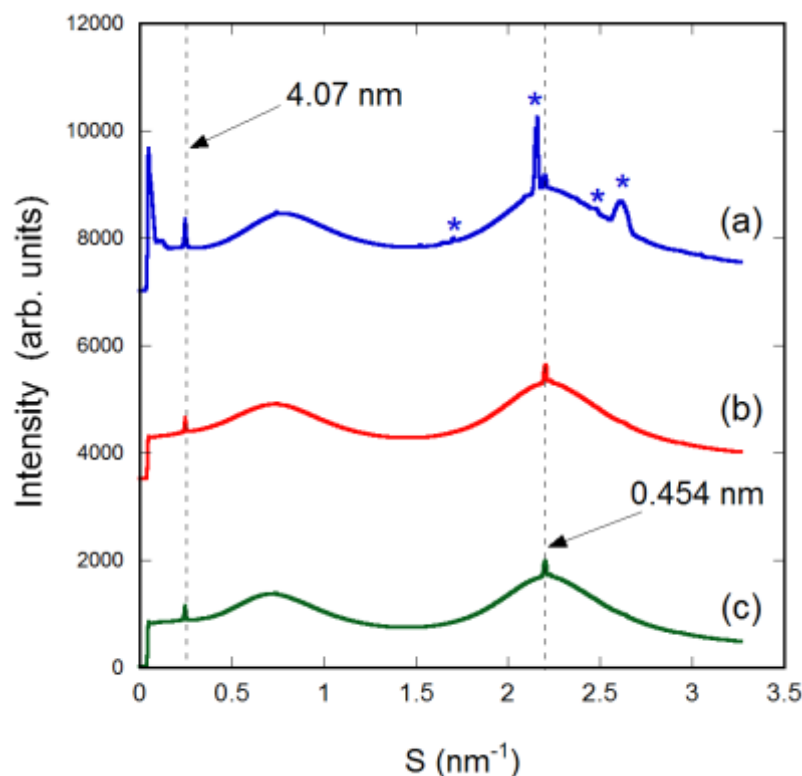 12000
4.07 nm
*
10000
*
*
*
(a)
8000
6000
(b)
4000
0.454 nm
2000
(c)
0
0 0.5 1 1.5 2 2.5 3 3.5
S (nm⁻¹)
Intensity (arb. units)